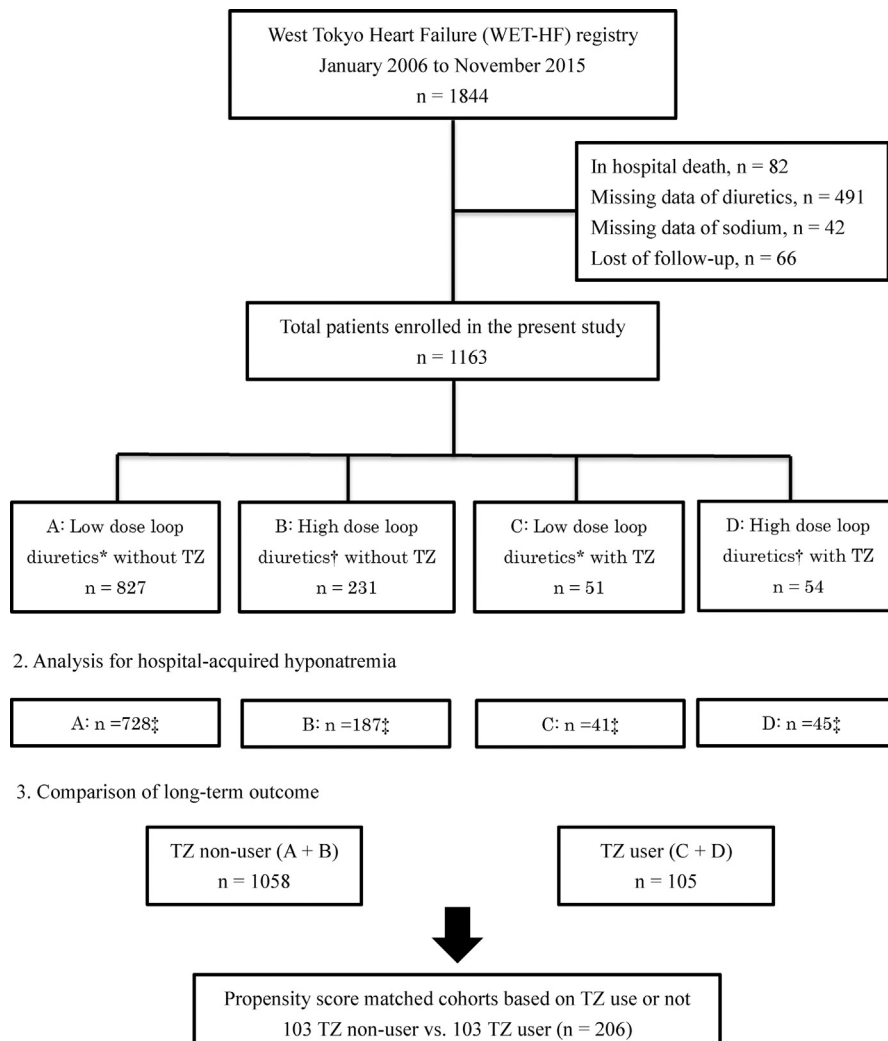 West Tokyo Heart Failure (WET-HF) registry
January 2006 to November 2015
n = 1844
In hospital death, n = 82
Missing data of diuretics, n = 491
Missing data of sodium, n = 42
Lost of follow-up, n = 66
Total patients enrolled in the present study
n = 1163
A: Low dose loop
diuretics* without TZ
n = 827
B: High dose loop
diuretics† without TZ
n = 231
C: Low dose loop
diuretics* with TZ
n = 51
D: High dose loop
diuretics† with TZ
n = 54
2. Analysis for hospital-acquired hyponatremia
A: n =728‡
B: n =187‡
C: n =41‡
D: n =45‡
3. Comparison of long-term outcome
TZ non-user (A + B)
n = 1058
TZ user (C + D)
n = 105
Propensity score matched cohorts based on TZ use or not
103 TZ non-user vs. 103 TZ user (n = 206)